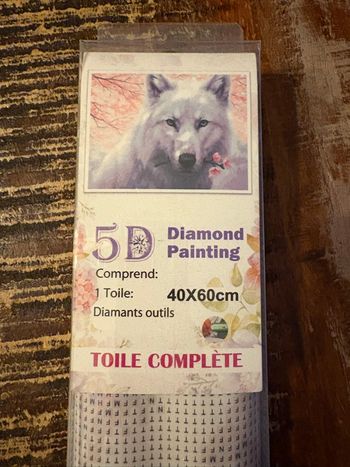 5D Diamond
Painting
Comprend:
1 Toile: 40X60cm
Diamants outils
TOILE COMPLÈTE